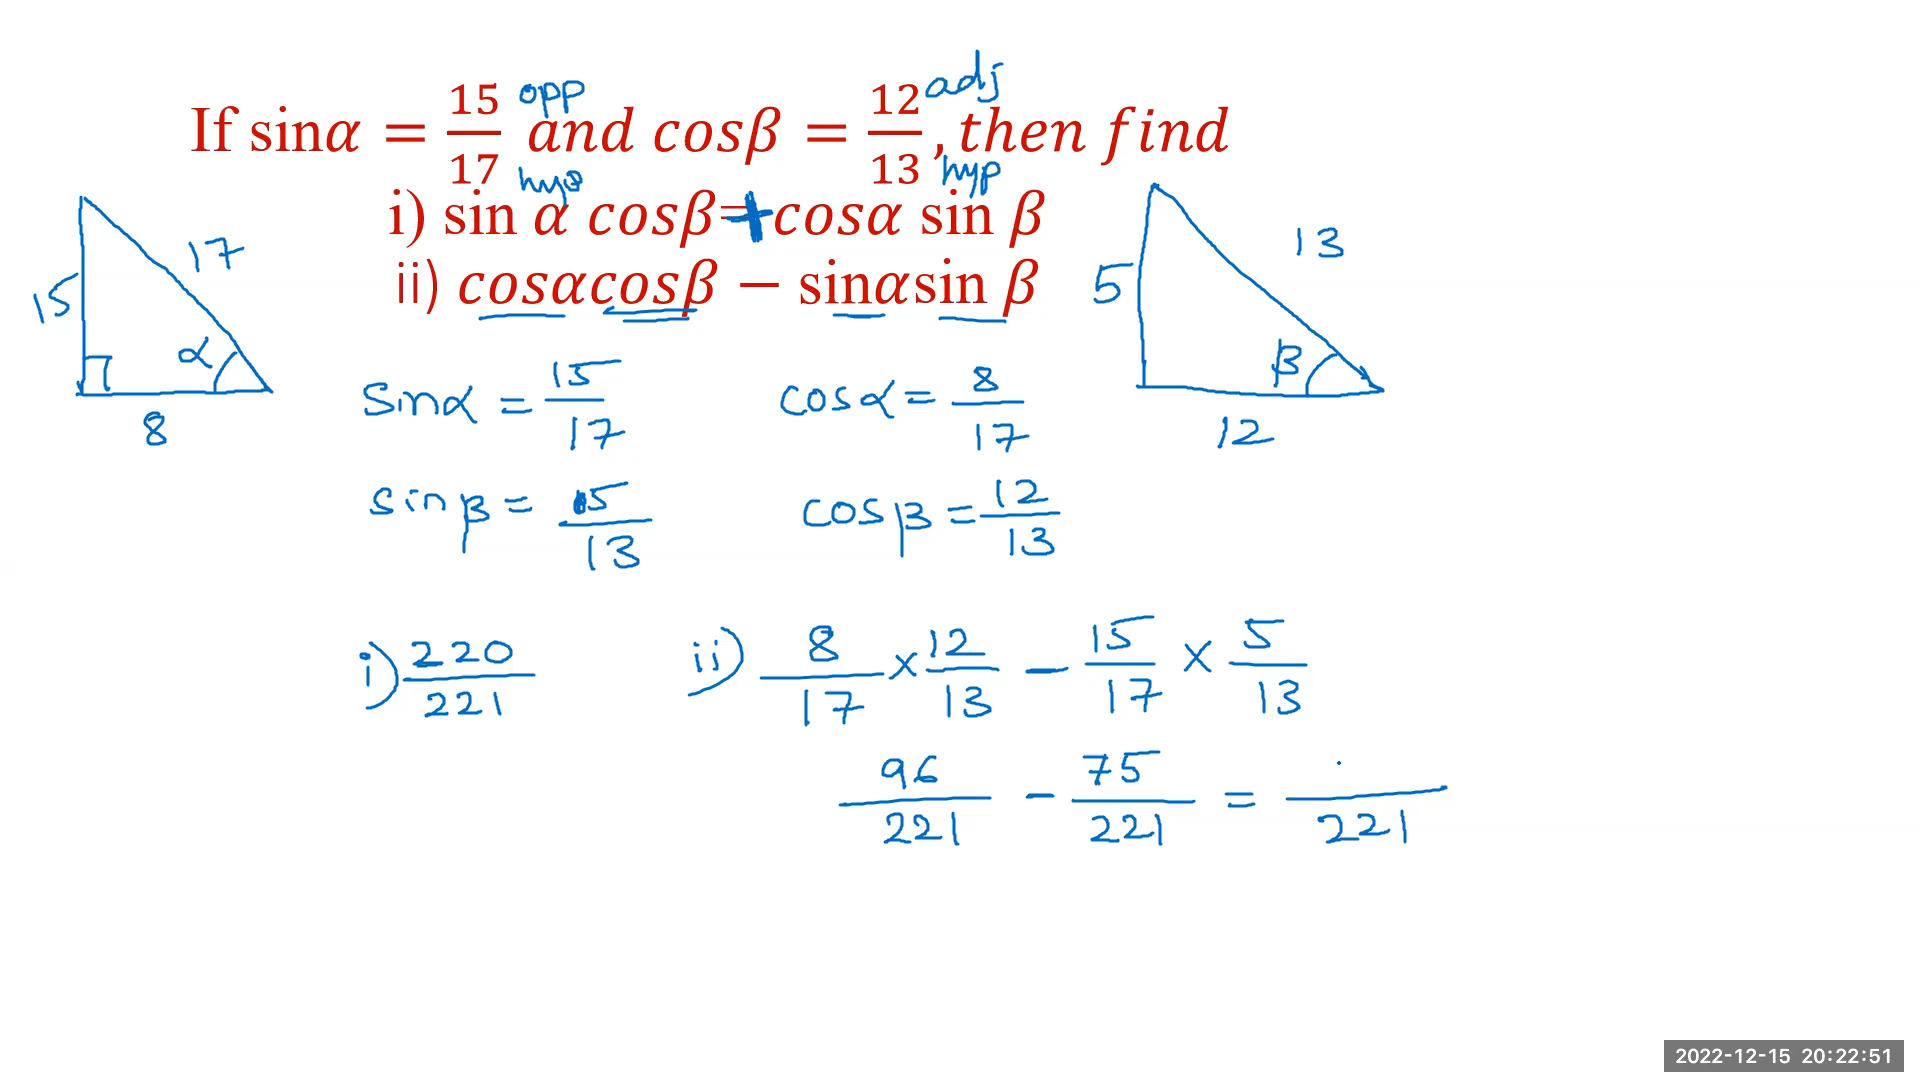 opp adj
If sinα = 15/17 and cosβ = 12/13, then find
hyp hyp
i) sin α cosβ + cosα sin β
ii) cosαcosβ − sinαsin β
17
15
α
8
13
5
β
12
sinα = 15/17 cosα = 8/17
sinβ = 5/13 cosβ = 12/13
i) 220/221 ii) 8/17 × 12/13 − 15/17 × 5/13
96/221 − 75/221 = /221
2022-12-15 20:22:51